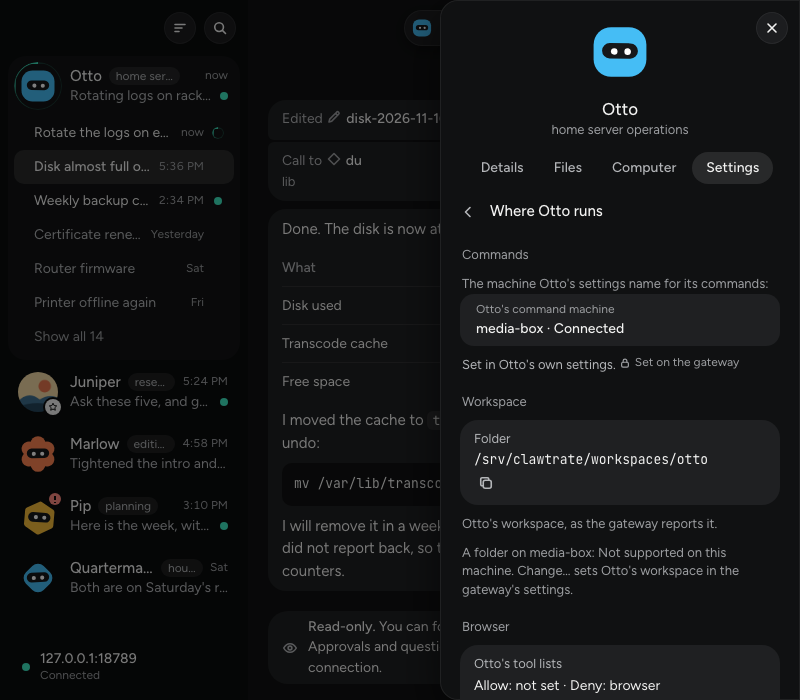 Otto
home ser...
now
Rotating logs on rack...
Rotate the logs on e...
now
Disk almost full o...
5:36 PM
Weekly backup c...
2:34 PM
Certificate rene...
Yesterday
Router firmware
Sat
Printer offline again
Fri
Show all 14
Juniper
rese...
5:24 PM
Ask these five, and g...
Marlow
editi...
4:58 PM
Tightened the intro and...
Pip
planning
3:10 PM
Here is the week, wit...
Quarterma...
hou...
Sat
Both are on Saturday's r...
127.0.0.1:18789
Connected
Edited disk-2026-11-1
Call to du
lib
Done. The disk is now at
What
Disk used
Transcode cache
Free space
I moved the cache to
undo:
mv /var/lib/transco
I will remove it in a week
did not report back, so t
counters.
Read-only. You can fo
Approvals and questi
connection.
Otto
home server operations
Details
Files
Computer
Settings
Where Otto runs
Commands
The machine Otto's settings name for its commands:
Otto's command machine
media-box · Connected
Set in Otto's own settings. Set on the gateway
Workspace
Folder
/srv/clawtrate/workspaces/otto
Otto's workspace, as the gateway reports it.
A folder on media-box: Not supported on this
machine. Change... sets Otto's workspace in the
gateway's settings.
Browser
Otto's tool lists
Allow: not set · Deny: browser